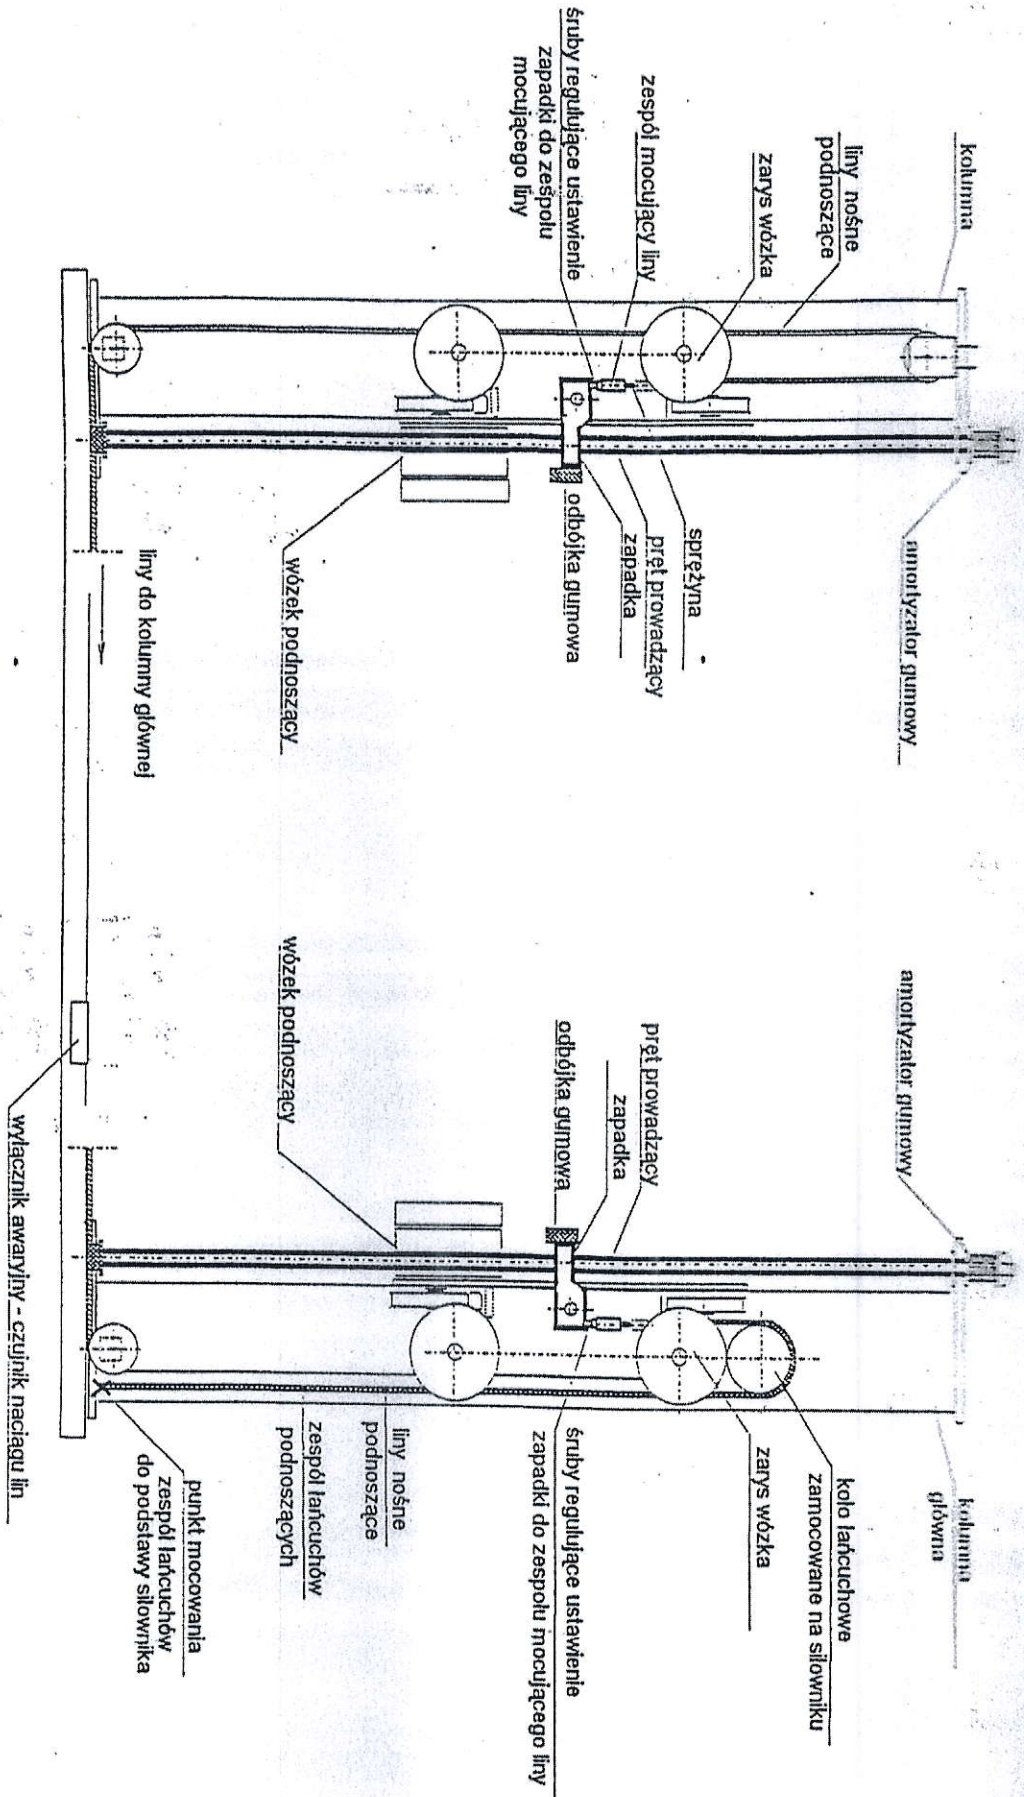 kolumna
liny nośne
podnoszące
zarys wózka
zespół mocujący liny
śruby regulujące ustawienie
zapadki do zespołu
mocującego liny
amortyzator gumowy
sprężyna
pręt prowadzący
zapadka
odbójka gumowa
wózek podnoszący
liny do kolumny głównej
amortyzator gumowy
pręt prowadzący
zapadka
odbójka gumowa
wózek podnoszący
wyłącznik awaryjny - czujnik naciągu lin
kolumna
główna
koło łańcuchowe
zamocowane na siłowniku
zarys wózka
śruby regulujące ustawienie
zapadki do zespołu mocującego liny
liny nośne
podnoszące
zespół łańcuchów
podnoszących
punkt mocowania
zespół łańcuchów
do podstawy siłownika